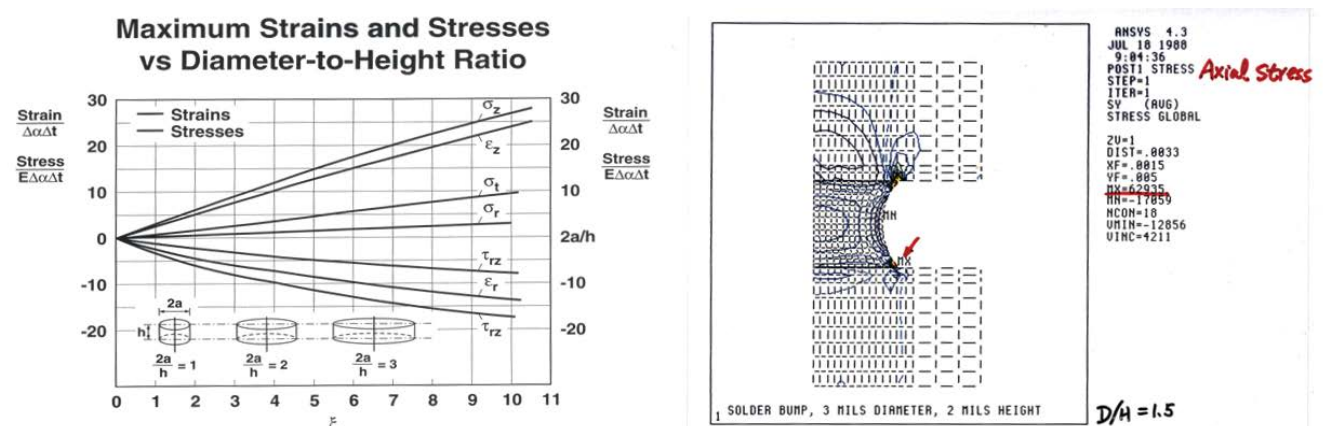 Maximum Strains and Stresses
vs Diameter-to-Height Ratio
Strain
ΔαΔt
Stress
EΔαΔt
30
20
10
0
-10
-20
Strains
Stresses
σz
εz
σt
σr
τrz
εr
τrz
2a
h
2a/h = 1
2a/h = 2
2a/h = 3
30
20
10
2a/h
-10
-20
Strain
ΔαΔt
Stress
EΔαΔt
0 1 2 3 4 5 6 7 8 9 10 11
ξ
MN
MX
1 SOLDER BUMP, 3 MILS DIAMETER, 2 MILS HEIGHT
ANSYS 4.3
JUL 18 1988
9:04:36
POST1 STRESS
STEP=1
ITER=1
SY (AVG)
STRESS GLOBAL
ZV=1
DIST=.0033
XF=.0015
YF=.005
MX=62935
MN=-17059
NCON=18
VMIN=-12856
VINC=4211
Axial Stress
D/H = 1.5